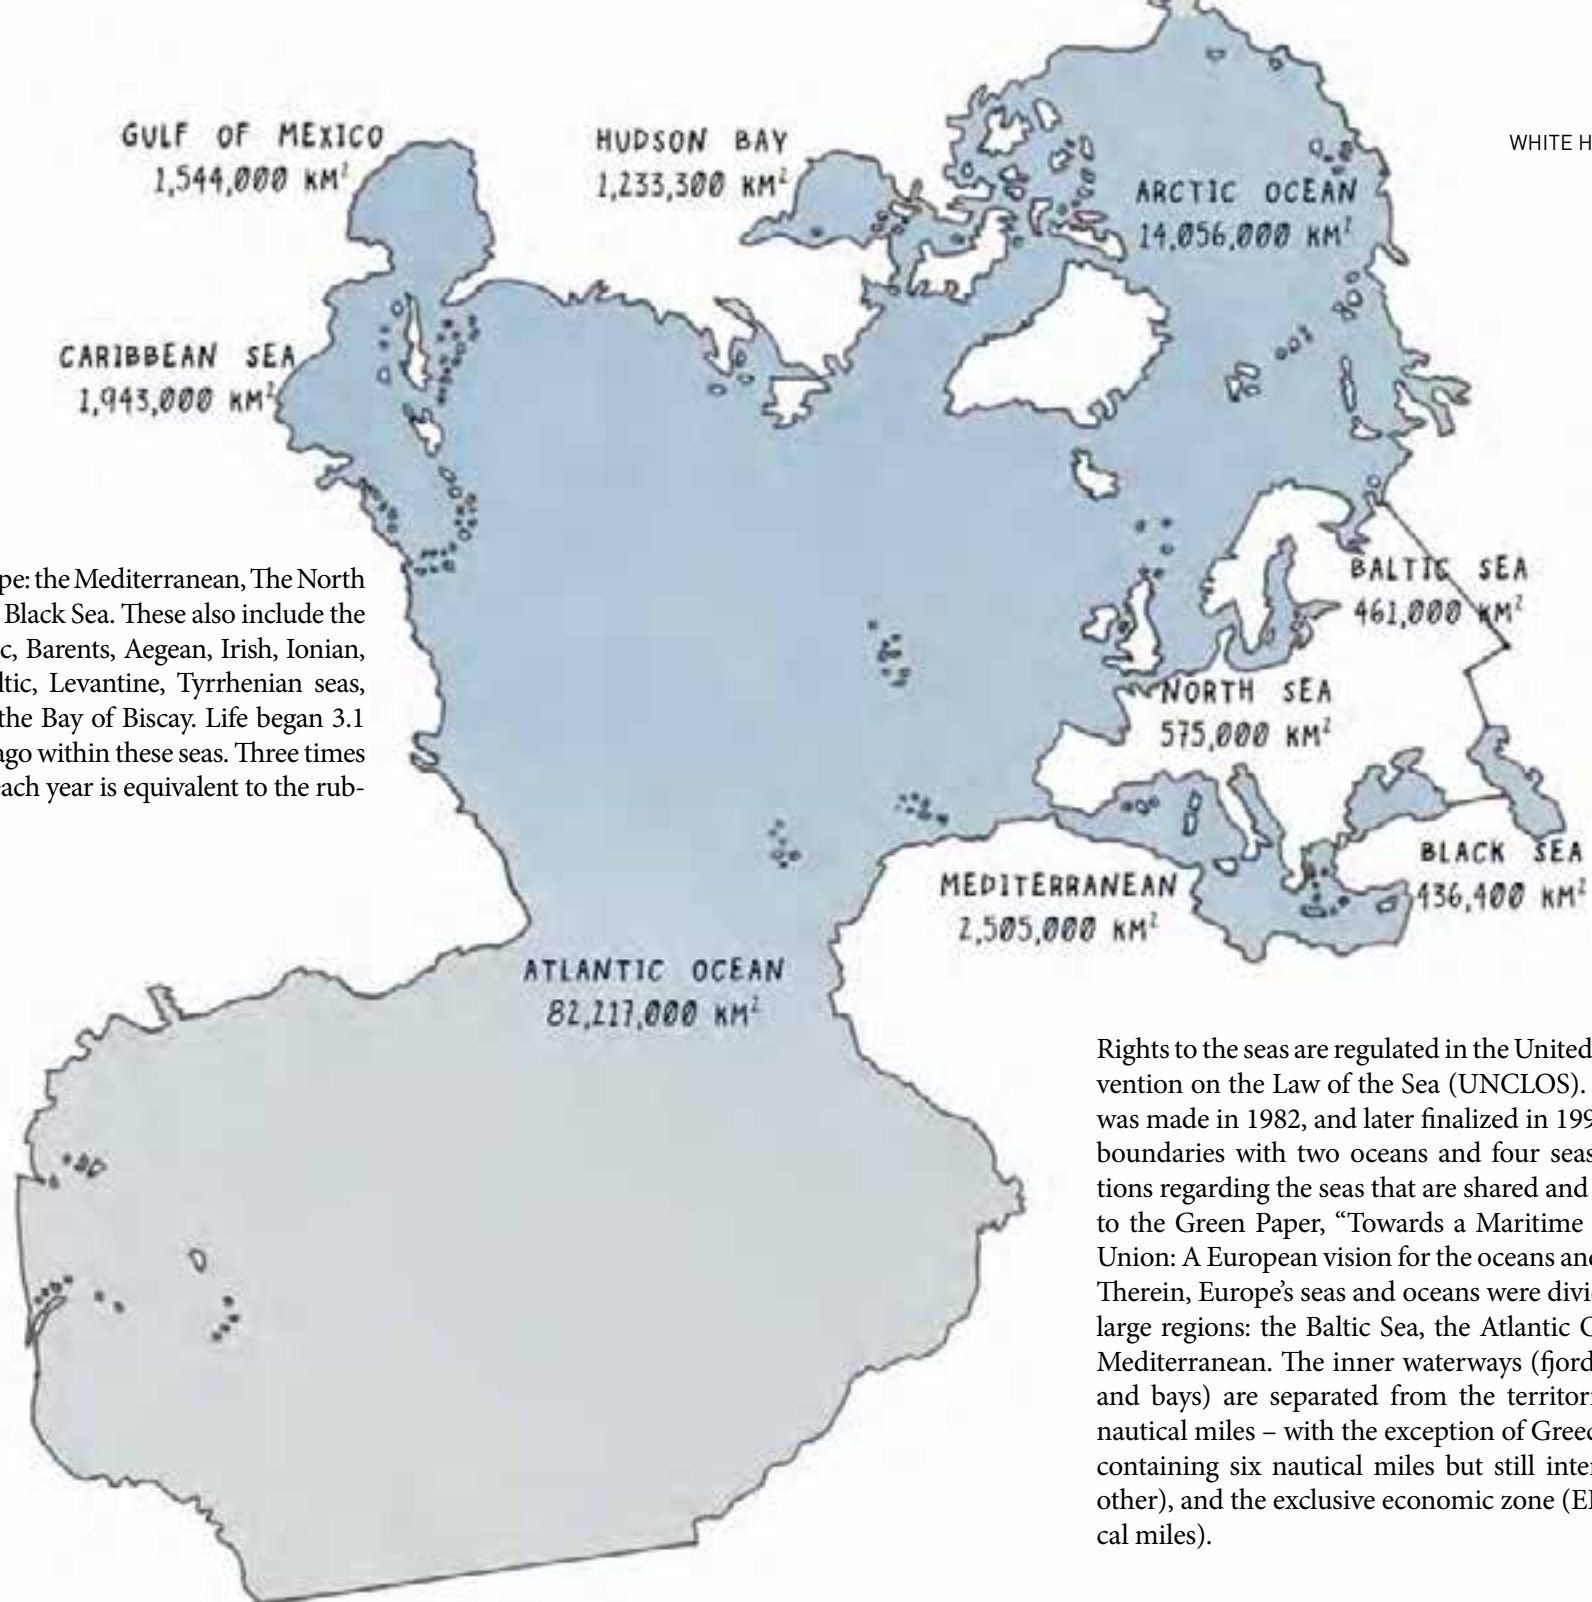 WHITE H
GULF OF MEXICO
1,544,000 KM²
HUDSON BAY
1,233,300 KM²
ARCTIC OCEAN
14,056,000 KM²
CARIBBEAN SEA
1,943,000 KM²
BALTIC SEA
461,000 KM²
NORTH SEA
575,000 KM²
BLACK SEA
436,400 KM²
MEDITERRANEAN
2,505,000 KM²
ATLANTIC OCEAN
82,217,000 KM²
pe: the Mediterranean, The North
Black Sea. These also include the
c, Barents, Aegean, Irish, Ionian,
ltic, Levantine, Tyrrhenian seas,
the Bay of Biscay. Life began 3.1
ago within these seas. Three times
each year is equivalent to the rub-
Rights to the seas are regulated in the United
vention on the Law of the Sea (UNCLOS).
was made in 1982, and later finalized in 199
boundaries with two oceans and four seas
tions regarding the seas that are shared and
to the Green Paper, “Towards a Maritime
Union: A European vision for the oceans and
Therein, Europe’s seas and oceans were divi
large regions: the Baltic Sea, the Atlantic O
Mediterranean. The inner waterways (fjord
and bays) are separated from the territori
nautical miles – with the exception of Greec
containing six nautical miles but still inter
other), and the exclusive economic zone (EE
cal miles).